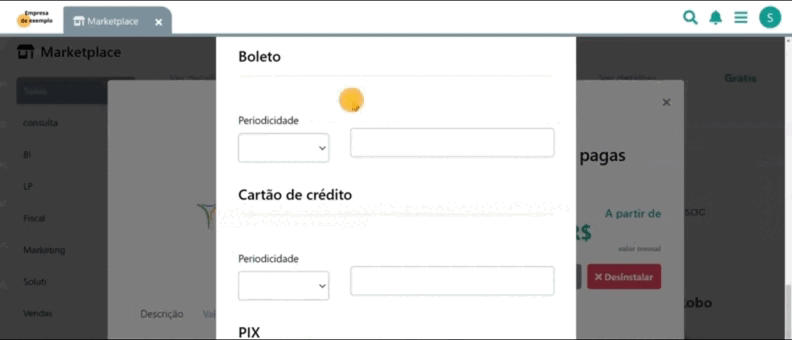 Empresa
de exemplo
Marketplace
S
Marketplace
Todos
consulta
BI
LP
Fiscal
Marketing
Soluti
Vendas
Boleto
Periodicidade
Cartão de crédito
Periodicidade
PIX
Grátis
pagas
A partir de
R$
valor mensal
Desinstalar
Descrição